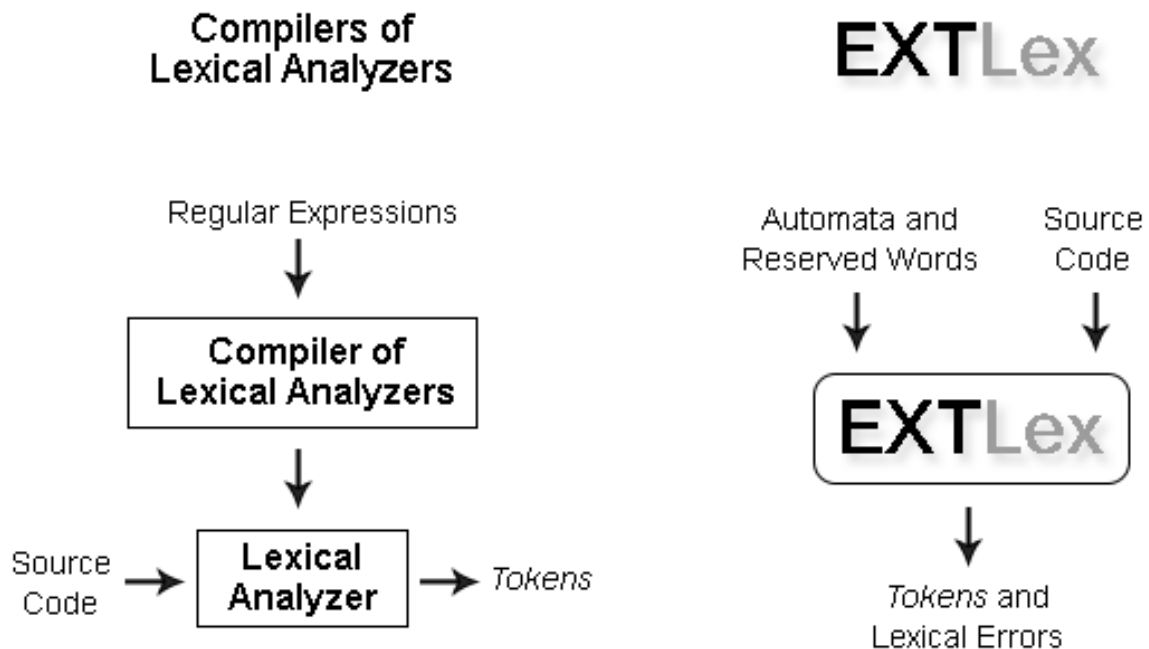 Compilers of
Lexical Analyzers
Regular Expressions
Compiler of
Lexical Analyzers
Source
Code
Lexical
Analyzer
Tokens
EXTLex
Automata and
Reserved Words
Source
Code
EXTLex
Tokens and
Lexical Errors